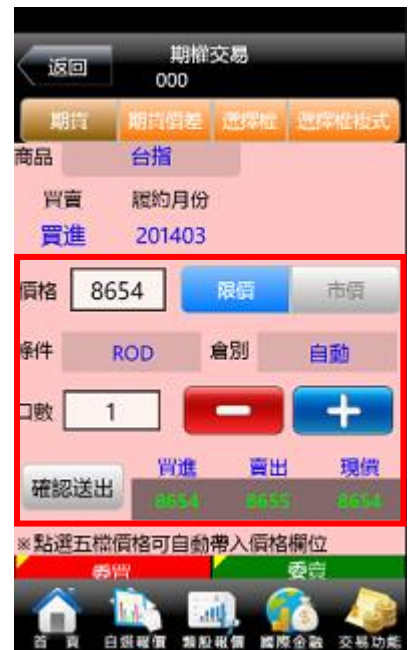 返回 期權交易
000
期貨 期貨價差 選擇權 選擇權複式
商品 台指
買賣 履約月份
買進 201403
價格 8654 限價 市價
條件 ROD 倉別 自動
口數 1
買進 賣出 現價
確認送出 8654 8655 8654
※點選五檔價格可自動帶入價格欄位
委買 委賣
首頁 自選報價 類股報價 國際金融 交易功能